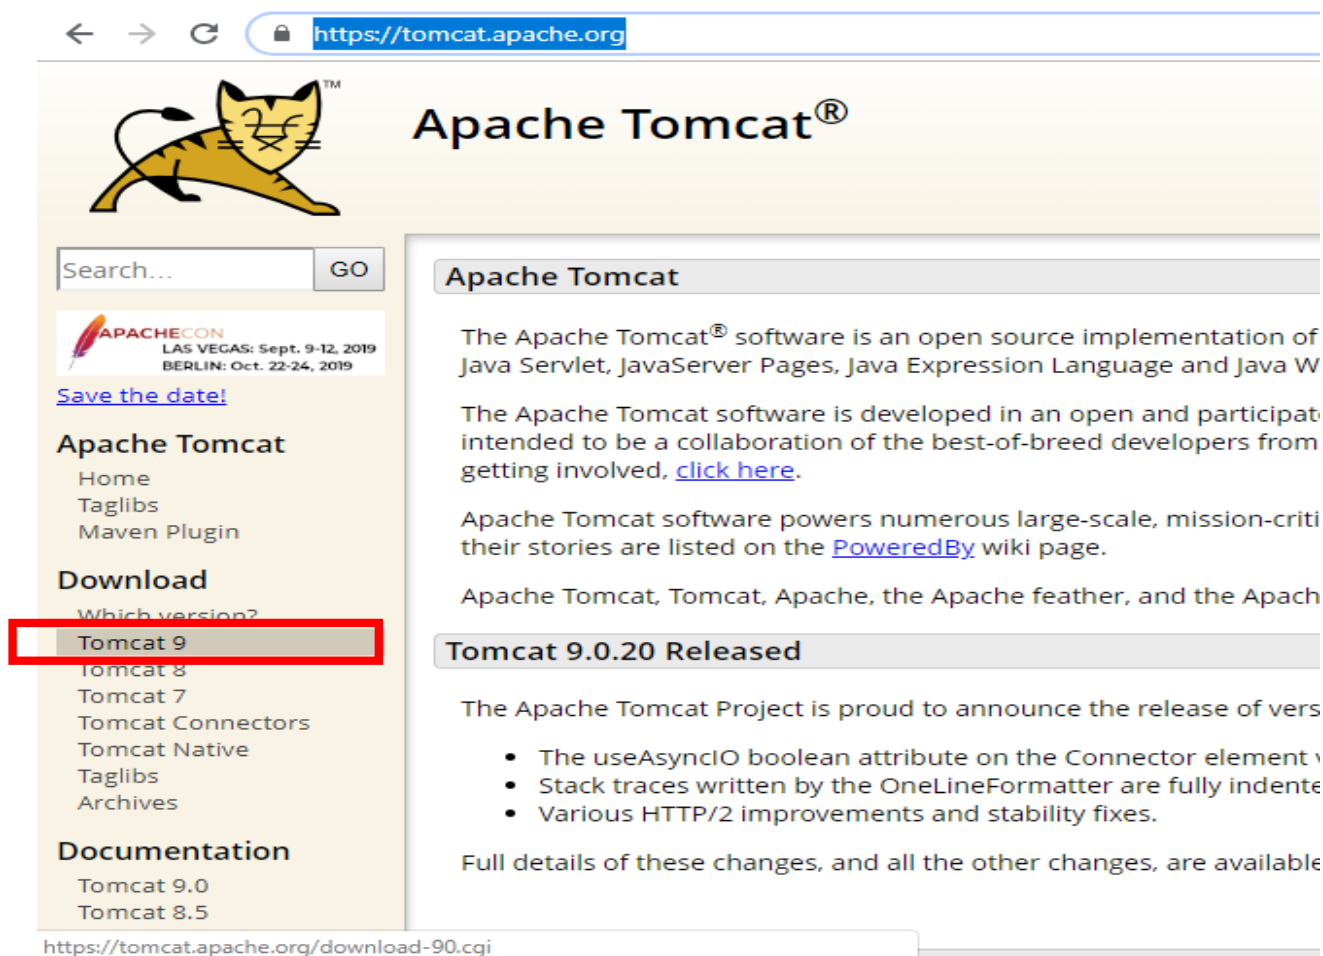 https://tomcat.apache.org
TM
Apache Tomcat®
Search...
GO
APACHECON
LAS VEGAS: Sept. 9-12, 2019
BERLIN: Oct. 22-24, 2019
Save the date!
Apache Tomcat
Home
Taglibs
Maven Plugin
Download
Which version?
Tomcat 9
Tomcat 8
Tomcat 7
Tomcat Connectors
Tomcat Native
Taglibs
Archives
Documentation
Tomcat 9.0
Tomcat 8.5
Apache Tomcat
The Apache Tomcat® software is an open source implementation of
Java Servlet, JavaServer Pages, Java Expression Language and Java W
The Apache Tomcat software is developed in an open and participat
intended to be a collaboration of the best-of-breed developers from
getting involved, click here.
Apache Tomcat software powers numerous large-scale, mission-criti
their stories are listed on the PoweredBy wiki page.
Apache Tomcat, Tomcat, Apache, the Apache feather, and the Apach
Tomcat 9.0.20 Released
The Apache Tomcat Project is proud to announce the release of vers
• The useAsyncIO boolean attribute on the Connector element
• Stack traces written by the OneLineFormatter are fully indente
• Various HTTP/2 improvements and stability fixes.
Full details of these changes, and all the other changes, are available
https://tomcat.apache.org/download-90.cgi